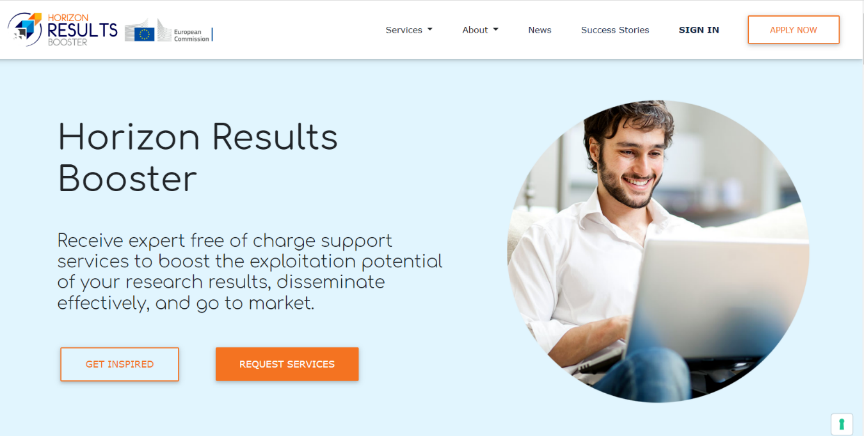 HORIZON
RESULTS
BOOSTER
European
Commission
Services
About
News
Success Stories
SIGN IN
APPLY NOW
Horizon Results
Booster
Receive expert free of charge support
services to boost the exploitation potential
of your research results, disseminate
effectively, and go to market.
GET INSPIRED
REQUEST SERVICES